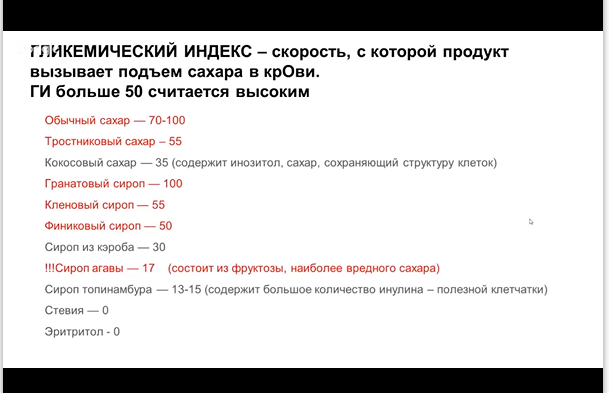 ГЛИКЕМИЧЕСКИЙ ИНДЕКС – скорость, с которой продукт
вызывает подъем сахара в крОви.
ГИ больше 50 считается высоким
Обычный сахар — 70-100
Тростниковый сахар – 55
Кокосовый сахар — 35 (содержит инозитол, сахар, сохраняющий структуру клеток)
Гранатовый сироп — 100
Кленовый сироп — 55
Финиковый сироп — 50
Сироп из кэроба — 30
!!!Сироп агавы — 17 (состоит из фруктозы, наиболее вредного сахара)
Сироп топинамбура — 13-15 (содержит большое количество инулина – полезной клетчатки)
Стевия — 0
Эритритол - 0